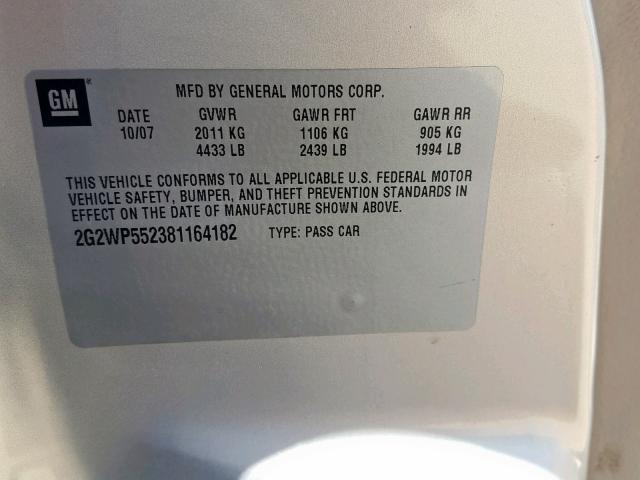 GM
MFD BY GENERAL MOTORS CORP.
DATE GVWR GAWR FRT GAWR RR
10/07 2011 KG 1106 KG 905 KG
4433 LB 2439 LB 1994 LB
THIS VEHICLE CONFORMS TO ALL APPLICABLE U.S. FEDERAL MOTOR
VEHICLE SAFETY, BUMPER, AND THEFT PREVENTION STANDARDS IN
EFFECT ON THE DATE OF MANUFACTURE SHOWN ABOVE.
2G2WP552381164182 TYPE: PASS CAR